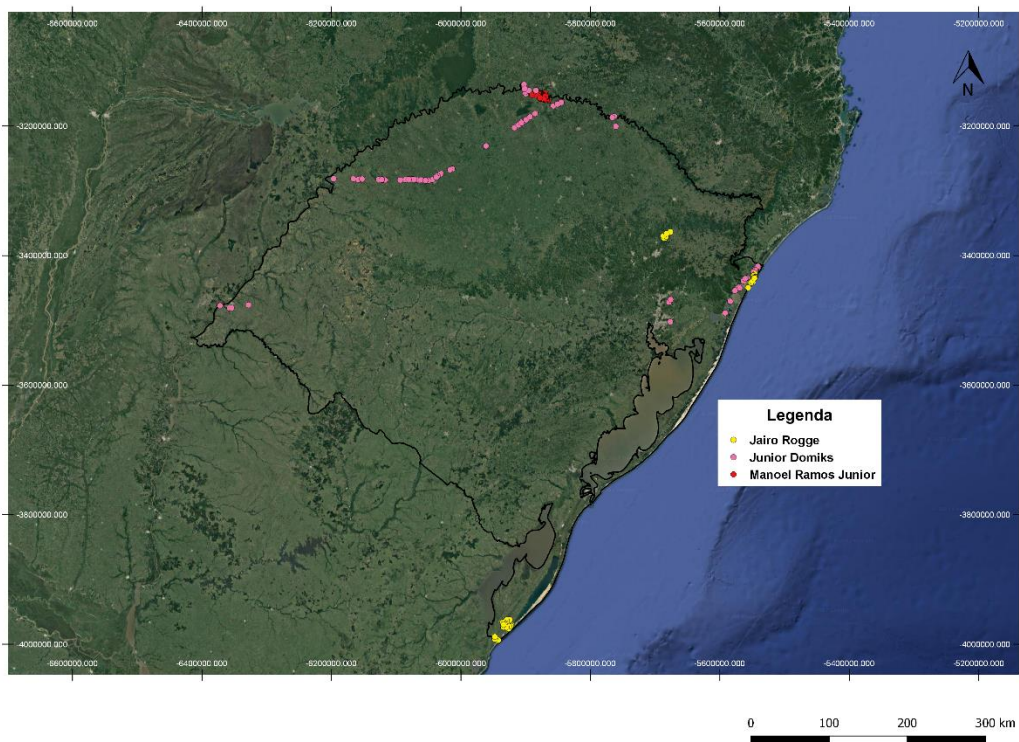 -6600000.000 -6400000.000 -6200000.000 -6000000.000 -5800000.000 -5600000.000 -5400000.000 -5200000.000
N
-3200000.000 -3200000.000
-3400000.000 -3400000.000
-3600000.000 -3600000.000
Legenda
Jairo Rogge
Junior Domiks
Manoel Ramos Junior
-3800000.000 -3800000.000
-4000000.000 -4000000.000
-6600000.000 -6400000.000 -6200000.000 -6000000.000 -5800000.000 -5600000.000 -5400000.000 -5200000.000
0 100 200 300 km